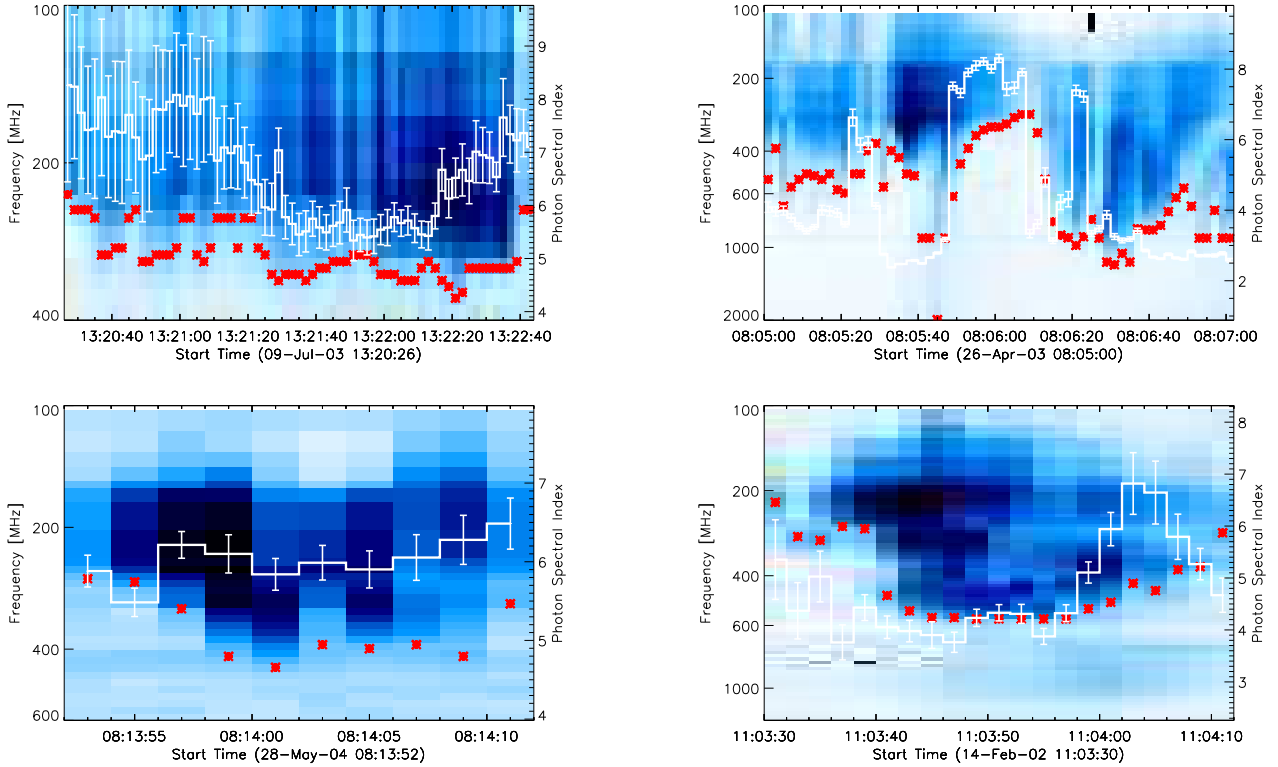 100
200
400
Frequency [MHz]
9
8
7
6
5
4
Photon Spectral Index
13:20:40 13:21:00 13:21:20 13:21:40 13:22:00 13:22:20 13:22:40
Start Time (09-Jul-03 13:20:26)
100
200
400
600
1000
2000
Frequency [MHz]
8
6
4
2
Photon Spectral Index
08:05:00 08:05:20 08:05:40 08:06:00 08:06:20 08:06:40 08:07:00
Start Time (26-Apr-03 08:05:00)
100
200
400
600
Frequency [MHz]
7
6
5
4
Photon Spectral Index
08:13:55 08:14:00 08:14:05 08:14:10
Start Time (28-May-04 08:13:52)
100
200
400
600
1000
Frequency [MHz]
8
7
6
5
4
3
Photon Spectral Index
11:03:30 11:03:40 11:03:50 11:04:00 11:04:10
Start Time (14-Feb-02 11:03:30)